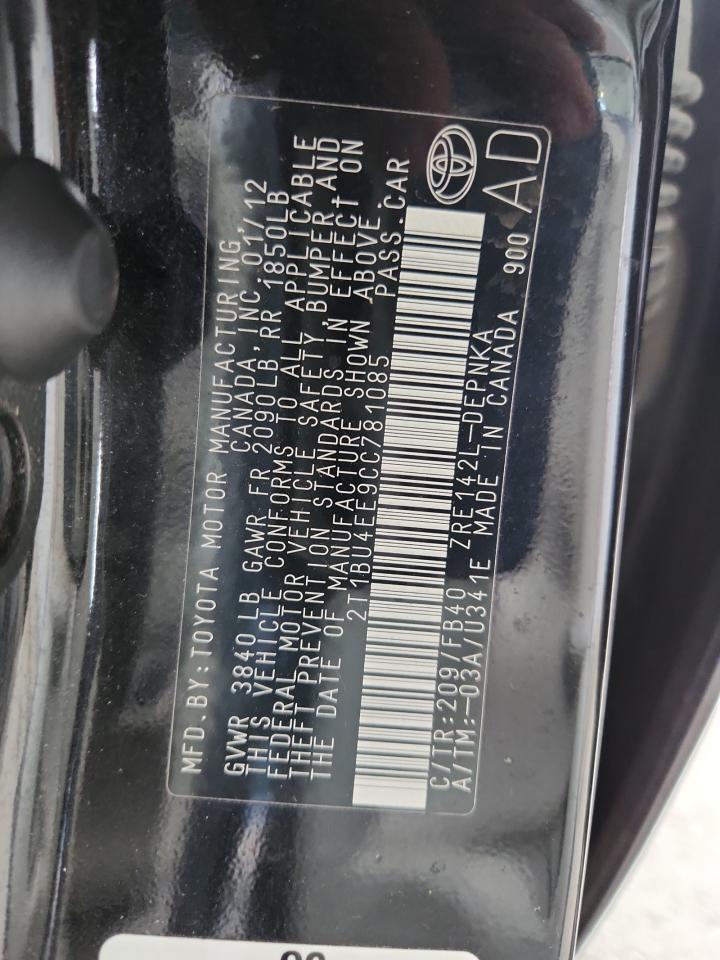 MFD.BY:TOYOTA MOTOR MANUFACTURING
CANADA, INC. 01/12
GVWR 3840 LB GAWR FR 2090LB, RR 1850LB
THIS VEHICLE CONFORMS TO ALL APPLICABLE
FEDERAL MOTOR VEHICLE SAFETY BUMPER, AND
THEFT PREVENTION STANDARDS IN EFFECT ON
THE DATE OF MANUFACTURE SHOWN ABOVE
2T1BU4EE9CC781085 PASS.CAR
C/TR:209/FB40 ZRE142L-DEPNKA
A/TM:-03A/U341E MADE IN CANADA 900
AD